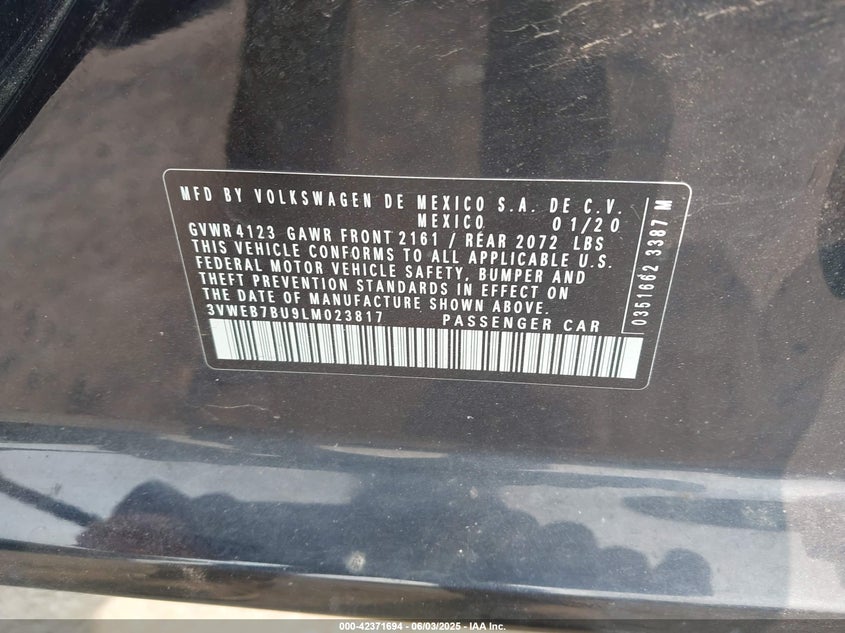 MFD BY VOLKSWAGEN DE MEXICO S.A. DE C.V.
MEXICO 01/20
GVWR 4123 GAWR FRONT 2161 / REAR 2072 LBS
THIS VEHICLE CONFORMS TO ALL APPLICABLE U.S.
FEDERAL MOTOR VEHICLE SAFETY, BUMPER AND
THEFT PREVENTION STANDARDS IN EFFECT ON
THE DATE OF MANUFACTURE SHOWN ABOVE.
3VWEB7BU9LM023817 PASSENGER CAR
0351662 3387 M
000-42371694 - 06/03/2025 - IAA Inc.